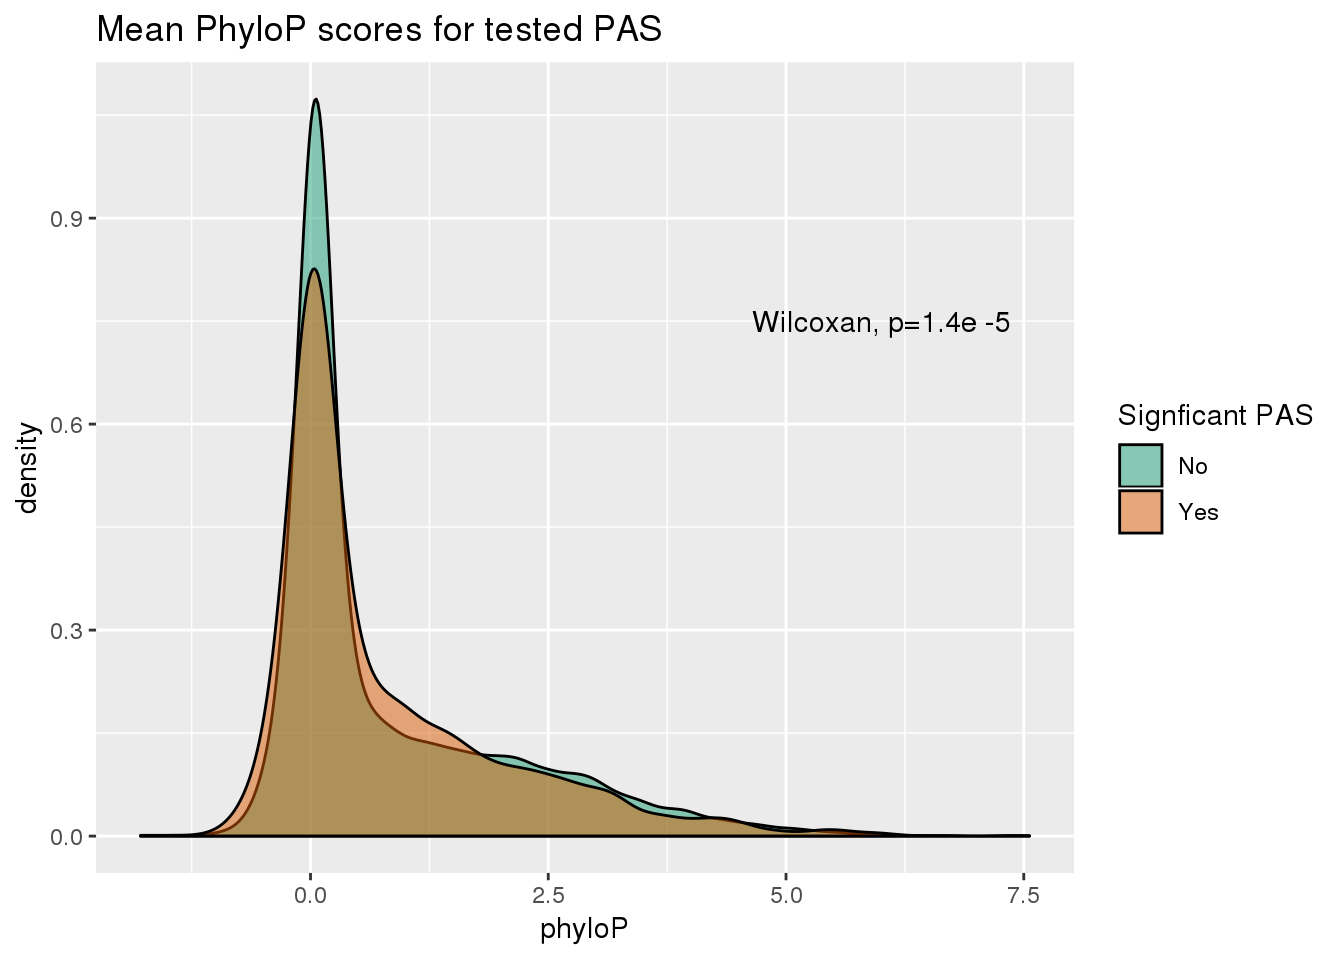 Mean PhyloP scores for tested PAS
0.9
0.6
0.3
0.0
density
Wilcoxan, p=1.4e -5
Signficant PAS
No
Yes
0.0 2.5 5.0 7.5
phyloP